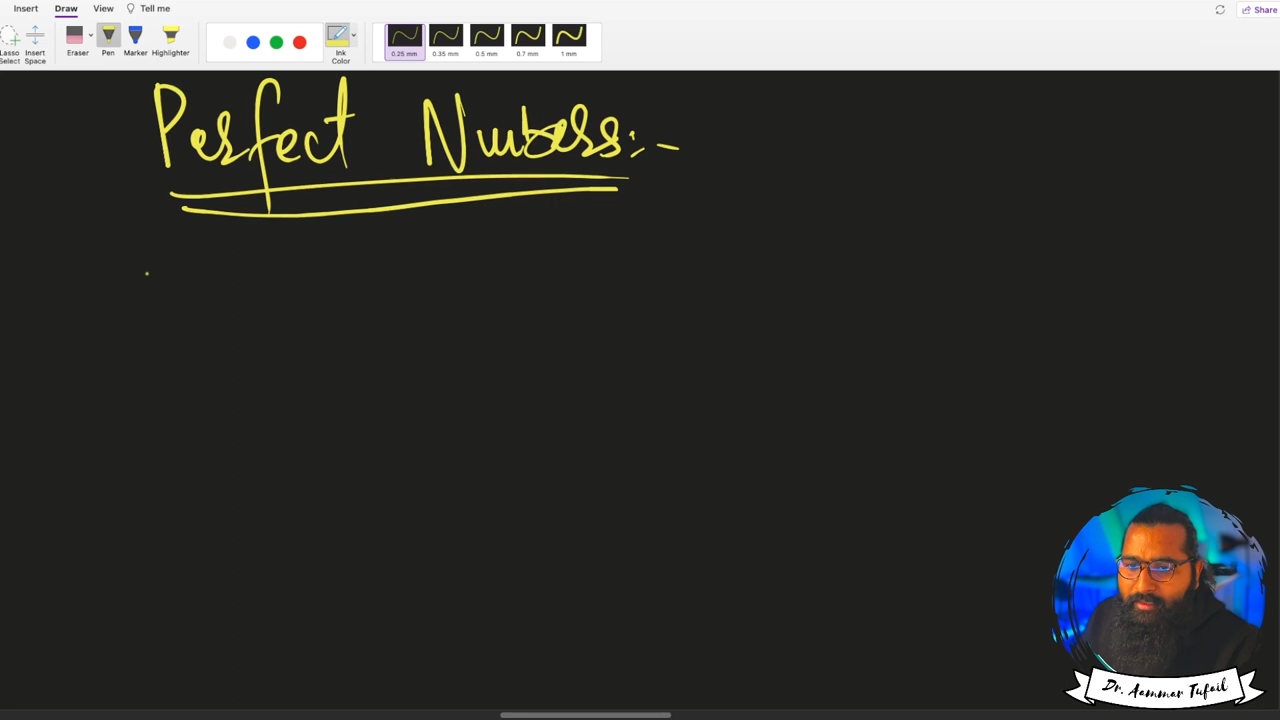 Insert Draw View Tell me
Share
Lasso Select
Insert Space
Eraser
Pen
Marker
Highlighter
Ink Color
0.25 mm
0.35 mm
0.5 mm
0.7 mm
1 mm
Perfect Numbers:-
Dr. Aammar Tufail